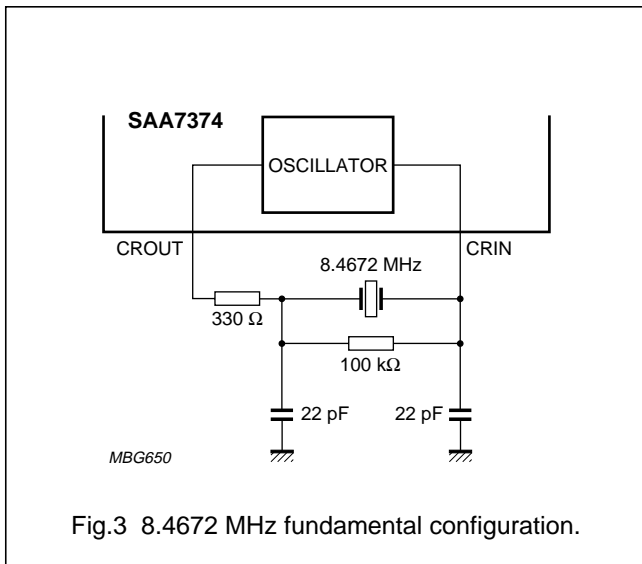 SAA7374
OSCILLATOR
CROUT
CRIN
8.4672 MHz
330 Ω
100 kΩ
22 pF
22 pF
MBG650
Fig.3 8.4672 MHz fundamental configuration.